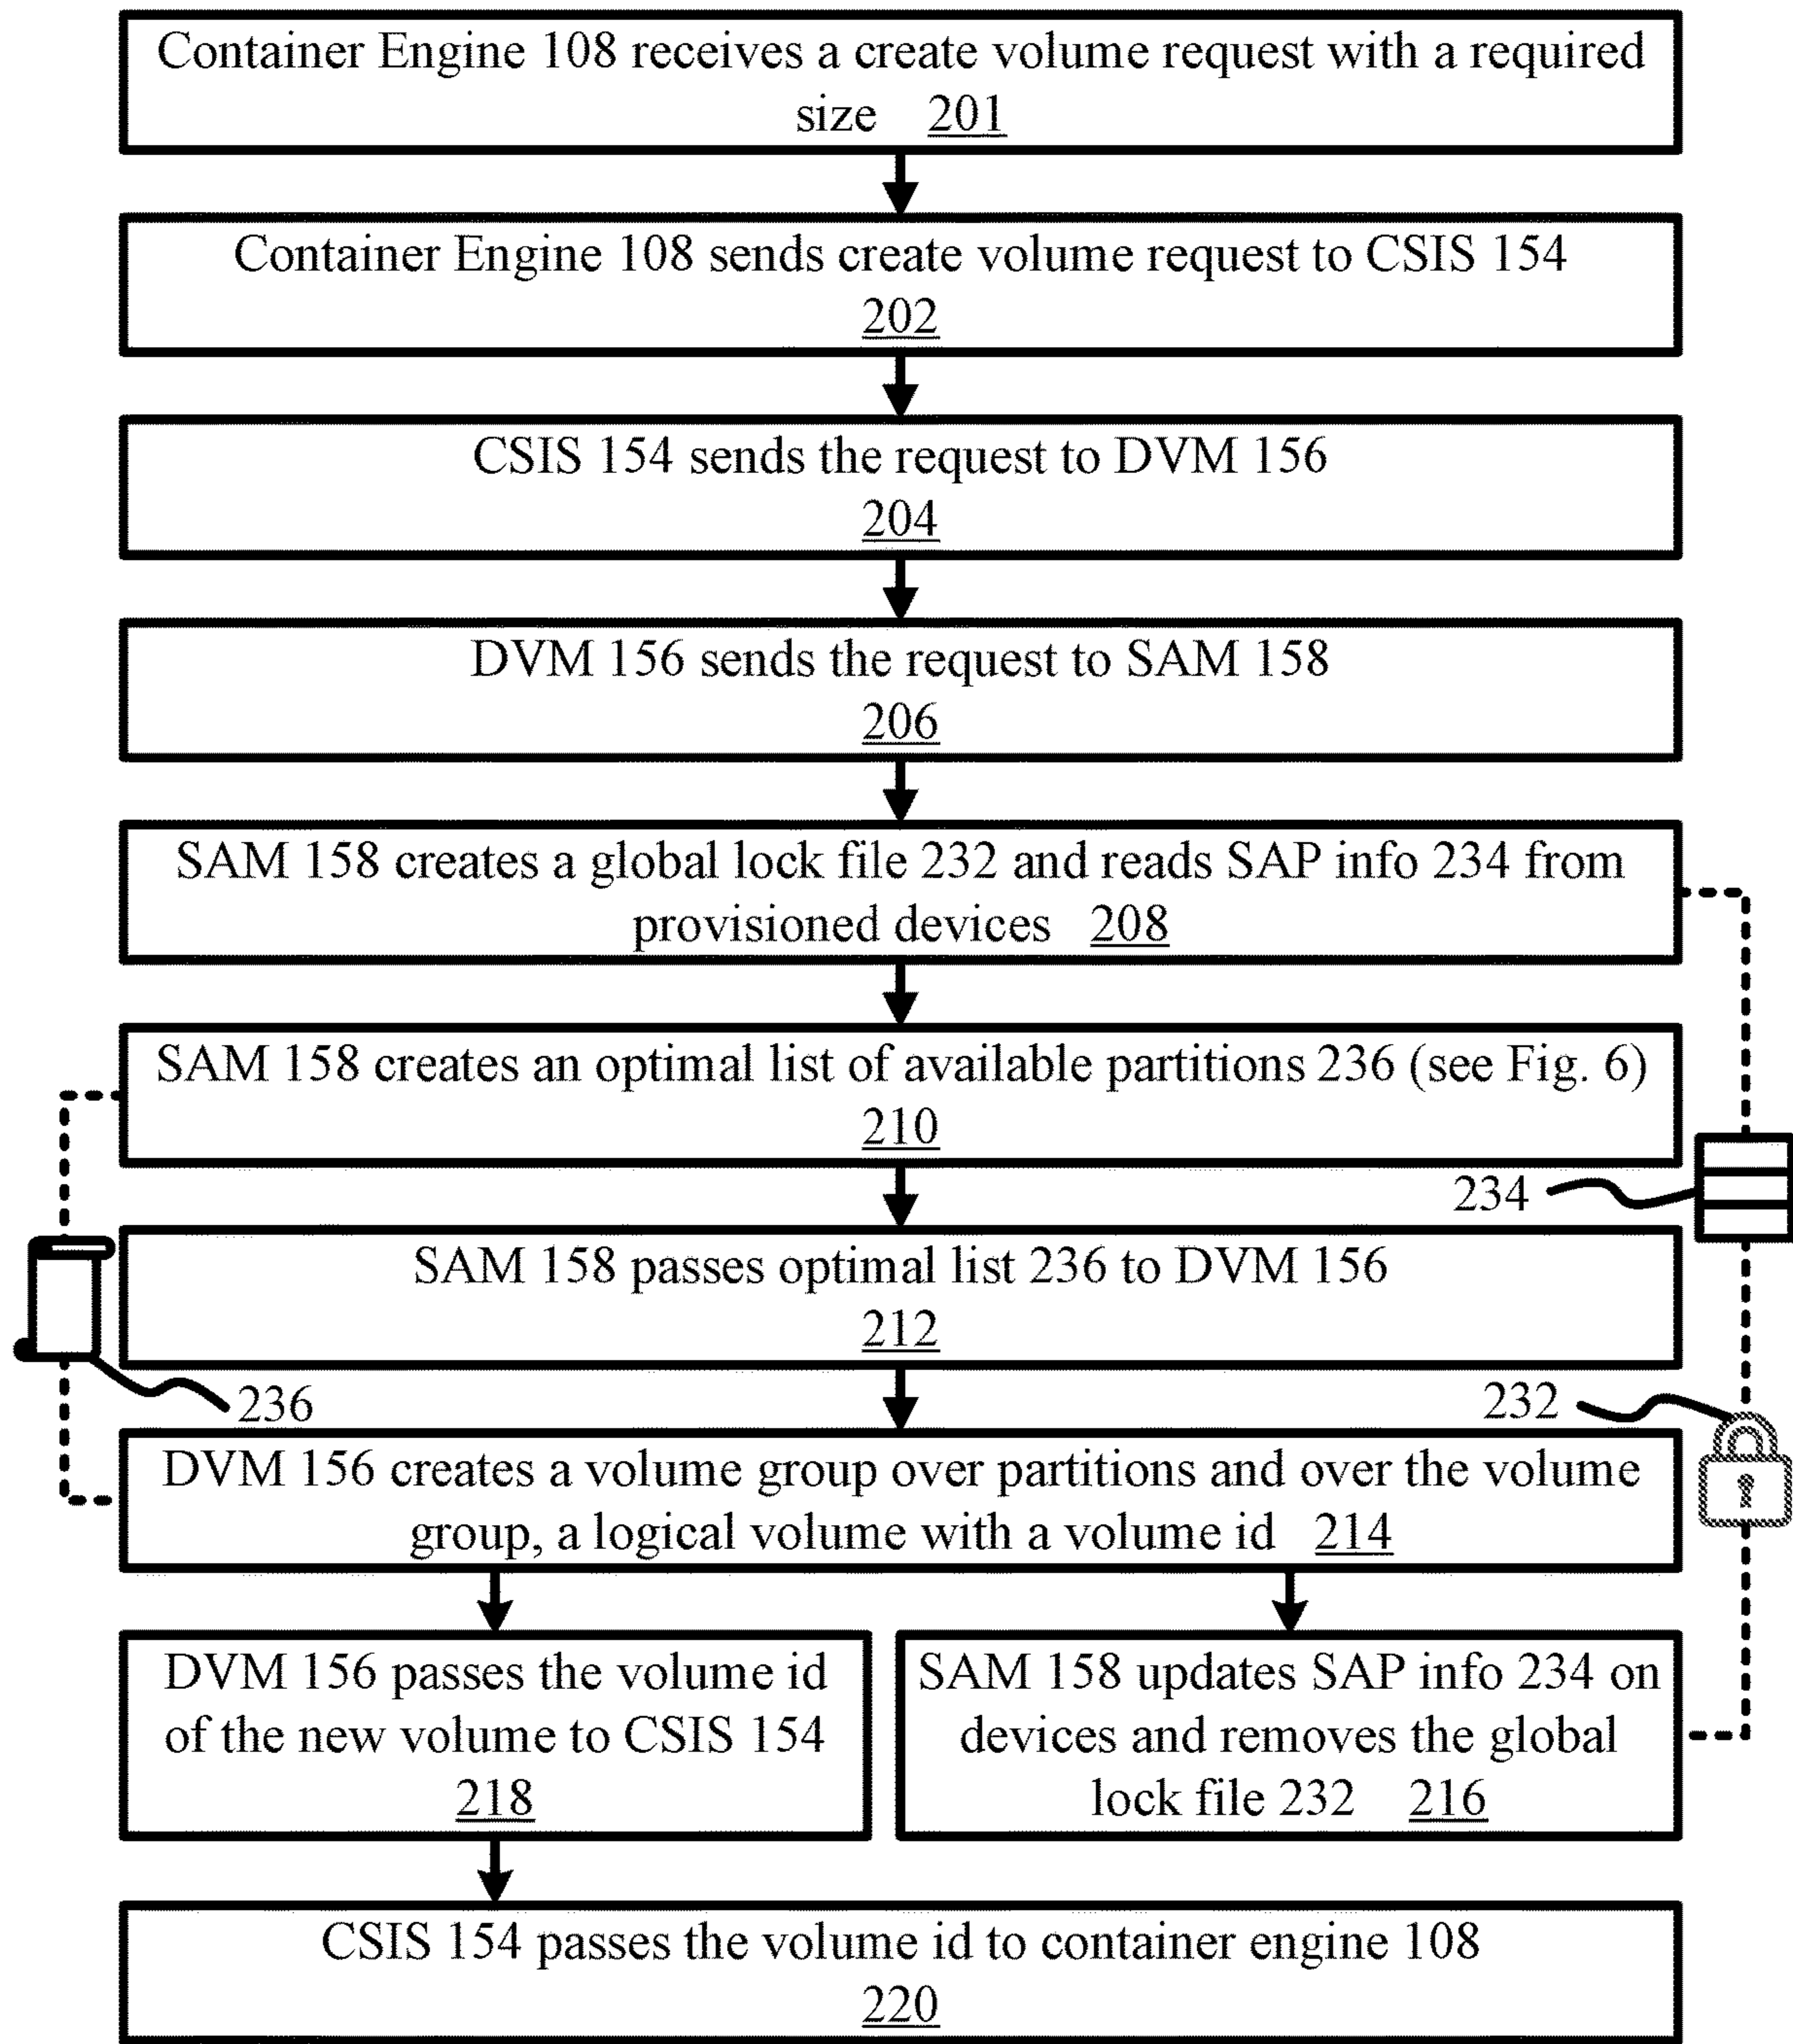 Container Engine 108 receives a create volume request with a required
size 201
Container Engine 108 sends create volume request to CSIS 154
202
CSIS 154 sends the request to DVM 156
204
DVM 156 sends the request to SAM 158
206
SAM 158 creates a global lock file 232 and reads SAP info 234 from
provisioned devices 208
SAM 158 creates an optimal list of available partitions 236 (see Fig. 6)
210
234
SAM 158 passes optimal list 236 to DVM 156
212
236
232
DVM 156 creates a volume group over partitions and over the volume
group, a logical volume with a volume id 214
DVM 156 passes the volume id
of the new volume to CSIS 154
218
SAM 158 updates SAP info 234 on
devices and removes the global
lock file 232 216
CSIS 154 passes the volume id to container engine 108
220